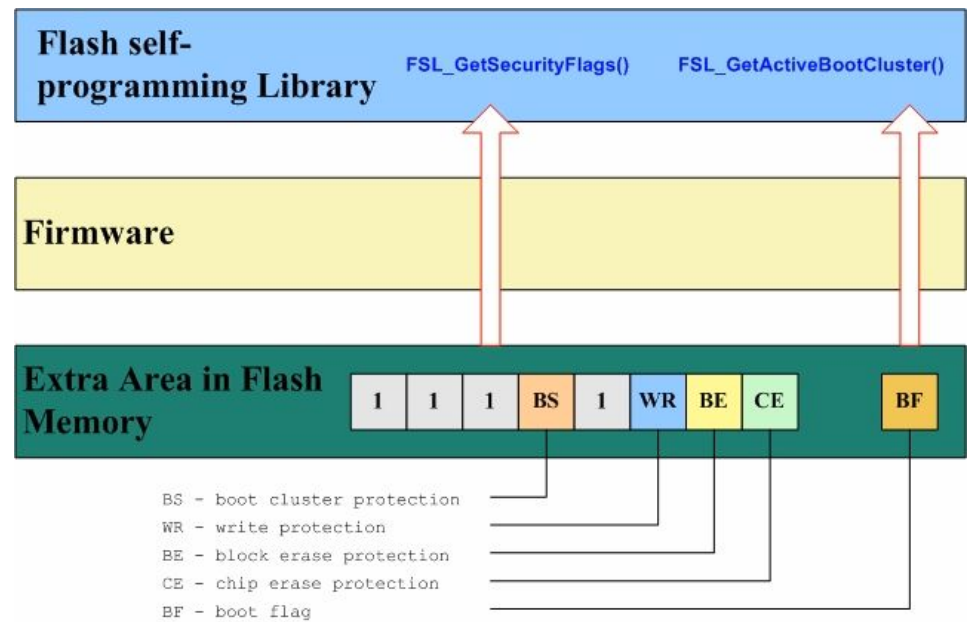 Flash self-
programming Library
FSL_GetSecurityFlags()
FSL_GetActiveBootCluster()
Firmware
Extra Area in Flash
Memory
1 1 1 BS 1 WR BE CE BF
BS - boot cluster protection
WR - write protection
BE - block erase protection
CE - chip erase protection
BF - boot flag